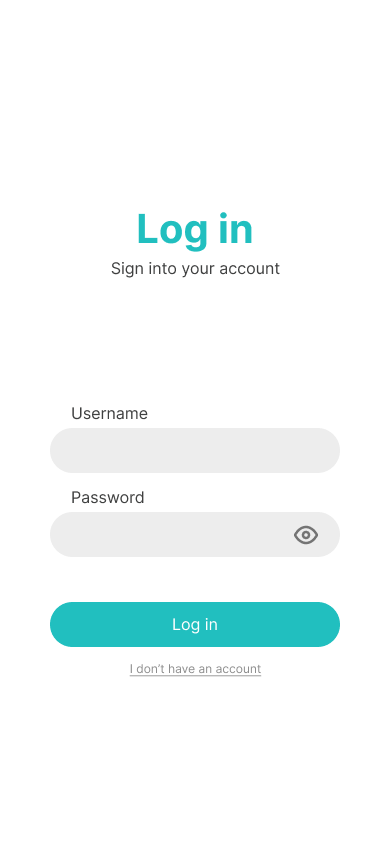 Log in
Sign into your account
Username
Password
Log in
I don’t have an account